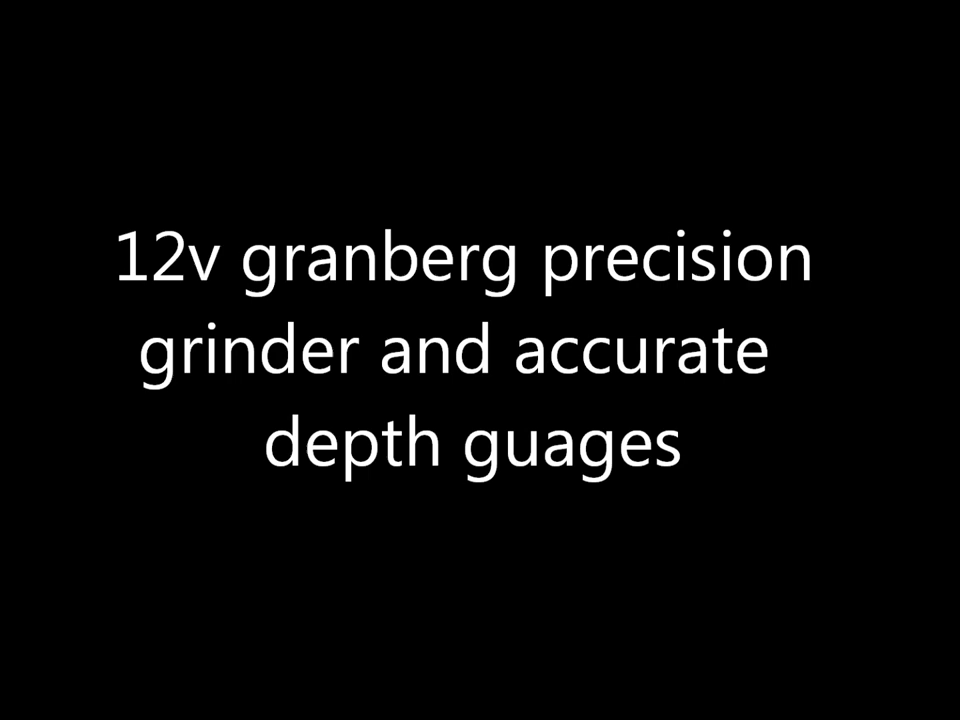 12v granberg precision
grinder and accurate
depth guages